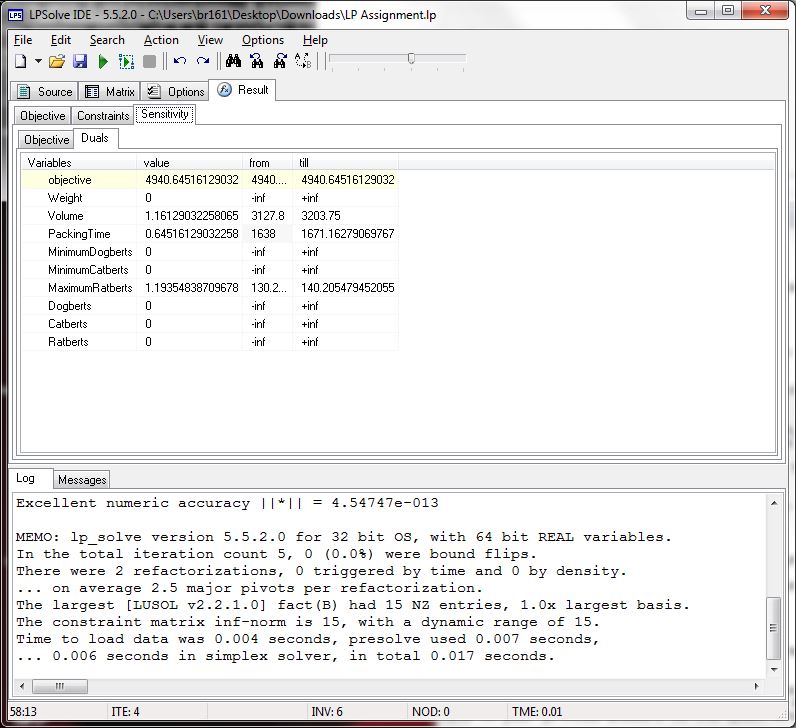 LPSolve IDE - 5.5.2.0 - C:\Users\br161\Desktop\Downloads\LP Assignment.lp
File Edit Search Action View Options Help
Source Matrix Options Result
Objective Constraints Sensitivity
Objective Duals
Variables value from till
objective 4940.64516129032 4940.... 4940.64516129032
Weight 0 -inf +inf
Volume 1.16129032258065 3127.8 3203.75
PackingTime 0.64516129032258 1638 1671.16279069767
MinimumDogberts 0 -inf +inf
MinimumCatberts 0 -inf +inf
MaximumRatberts 1.19354838709678 130.2... 140.205479452055
Dogberts 0 -inf +inf
Catberts 0 -inf +inf
Ratberts 0 -inf +inf
Log Messages
Excellent numeric accuracy ||*|| = 4.54747e-013
MEMO: lp_solve version 5.5.2.0 for 32 bit OS, with 64 bit REAL variables.
In the total iteration count 5, 0 (0.0%) were bound flips.
There were 2 refactorizations, 0 triggered by time and 0 by density.
... on average 2.5 major pivots per refactorization.
The largest [LUSOL v2.2.1.0] fact(B) had 15 NZ entries, 1.0x largest basis.
The constraint matrix inf-norm is 15, with a dynamic range of 15.
Time to load data was 0.004 seconds, presolve used 0.007 seconds,
... 0.006 seconds in simplex solver, in total 0.017 seconds.
58:13 ITE: 4 INV: 6 NOD: 0 TME: 0.01